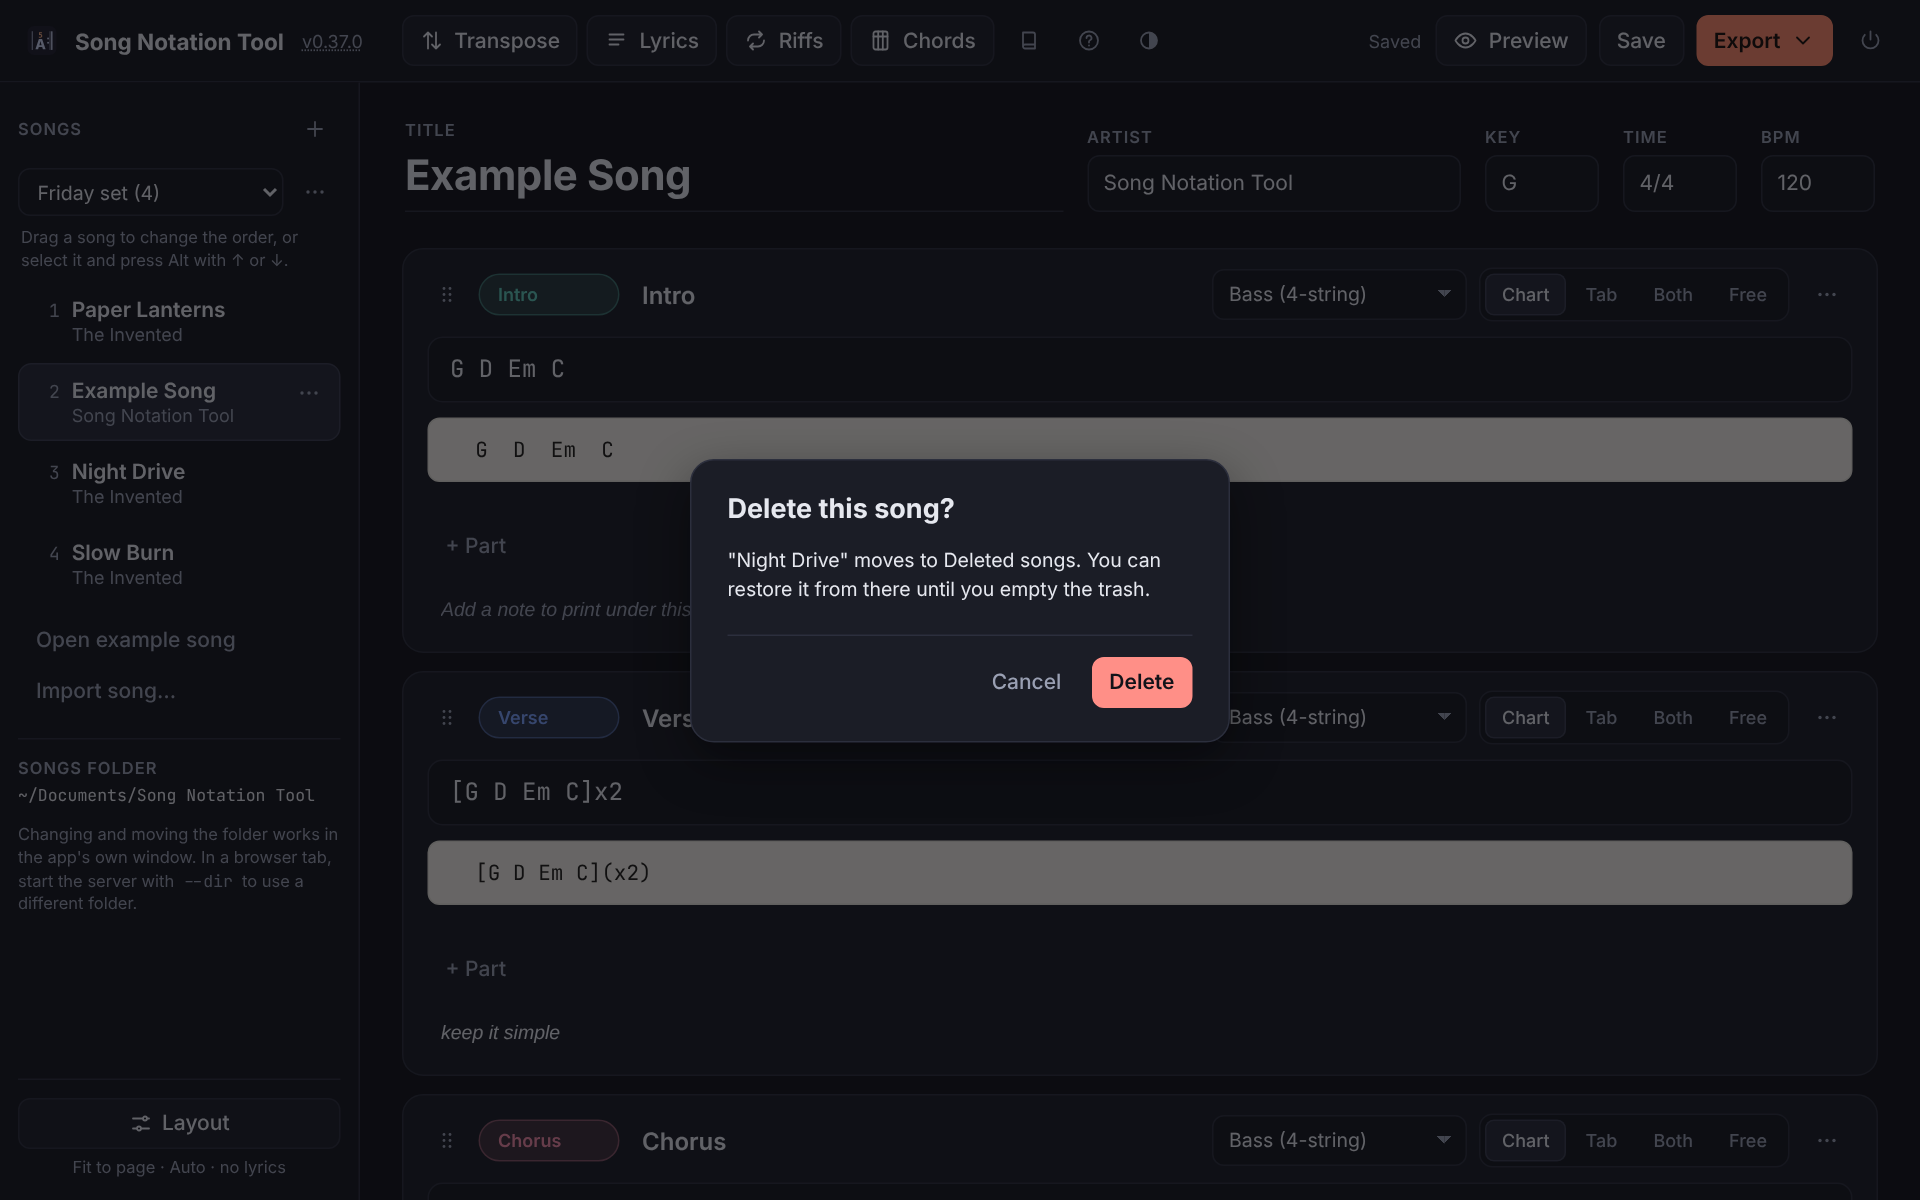 Song Notation Tool v0.37.0 Transpose Lyrics Riffs Chords Saved Preview Save Export
SONGS
Friday set (4)
Drag a song to change the order, or
select it and press Alt with ↑ or ↓.
1 Paper Lanterns
The Invented
2 Example Song
Song Notation Tool
3 Night Drive
The Invented
4 Slow Burn
The Invented
Open example song
Import song...
SONGS FOLDER
~/Documents/Song Notation Tool
Changing and moving the folder works in
the app's own window. In a browser tab,
start the server with --dir to use a
different folder.
Layout
Fit to page · Auto · no lyrics
TITLE ARTIST KEY TIME BPM
Example Song Song Notation Tool G 4/4 120
Intro Intro Bass (4-string) Chart Tab Both Free
G D Em C
G D Em C
+ Part
Add a note to print under this
Delete this song?
"Night Drive" moves to Deleted songs. You can
restore it from there until you empty the trash.
Cancel Delete
Verse Vers Bass (4-string) Chart Tab Both Free
[G D Em C]x2
[G D Em C](x2)
+ Part
keep it simple
Chorus Chorus Bass (4-string) Chart Tab Both Free